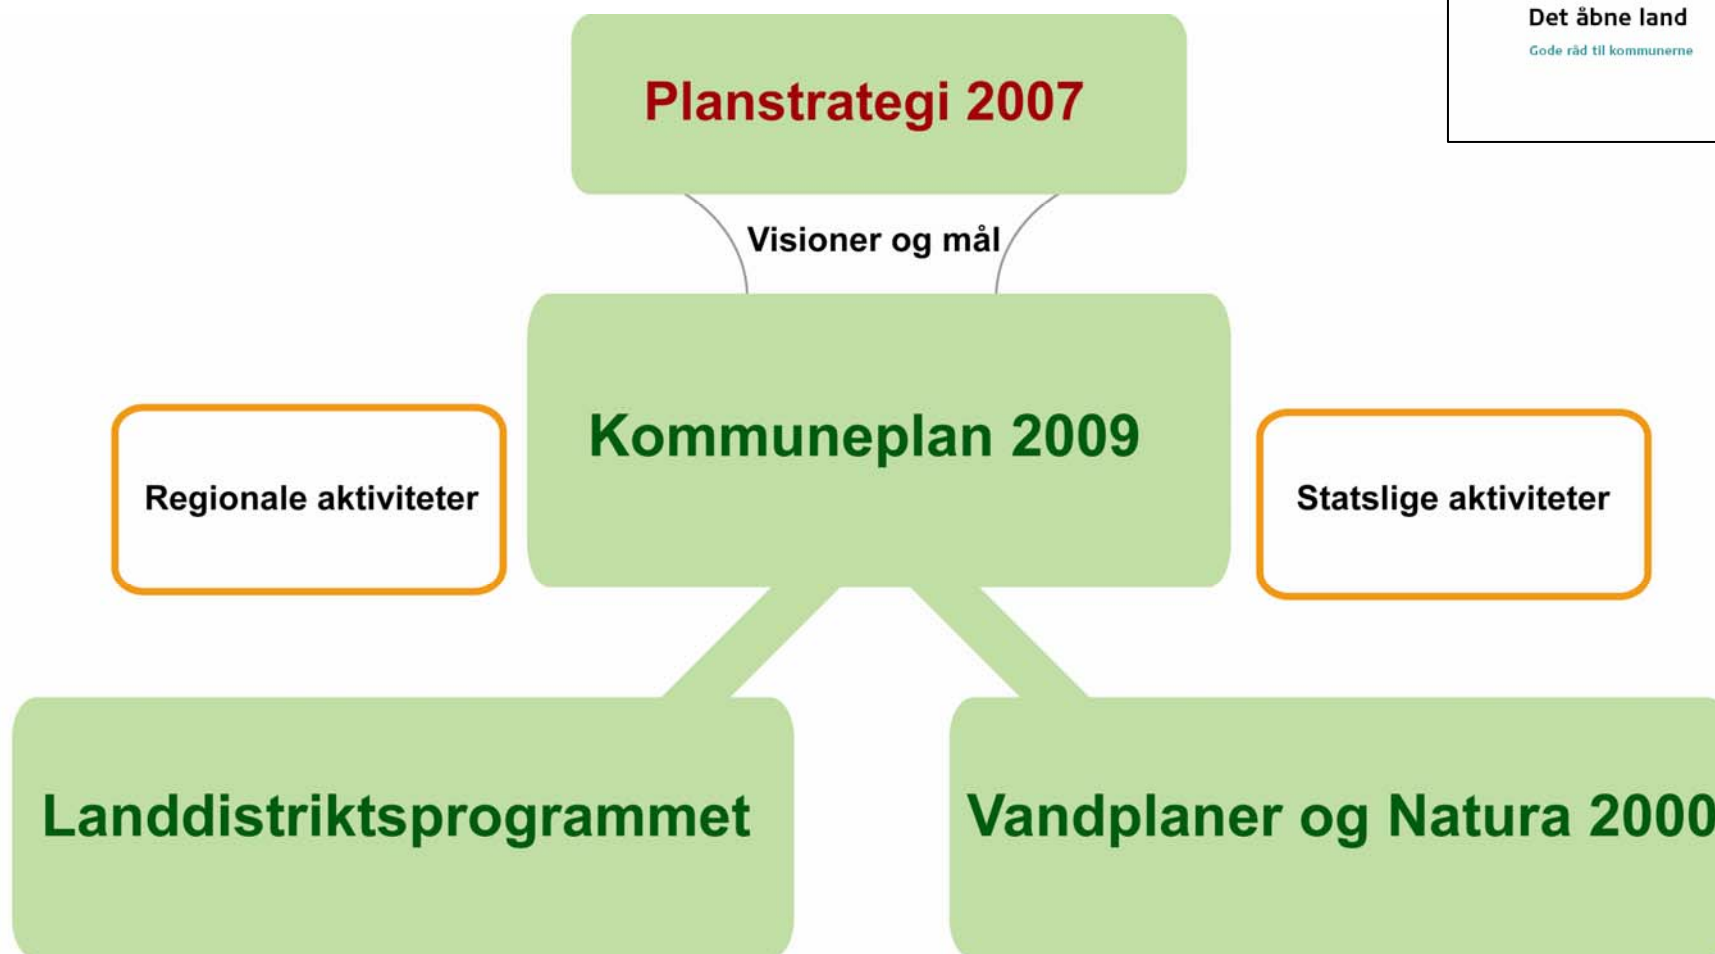 Det åbne land
Gode råd til kommunerne
Planstrategi 2007
Visioner og mål
Kommuneplan 2009
Regionale aktiviteter
Statslige aktiviteter
Landdistriktsprogrammet
Vandplaner og Natura 2000